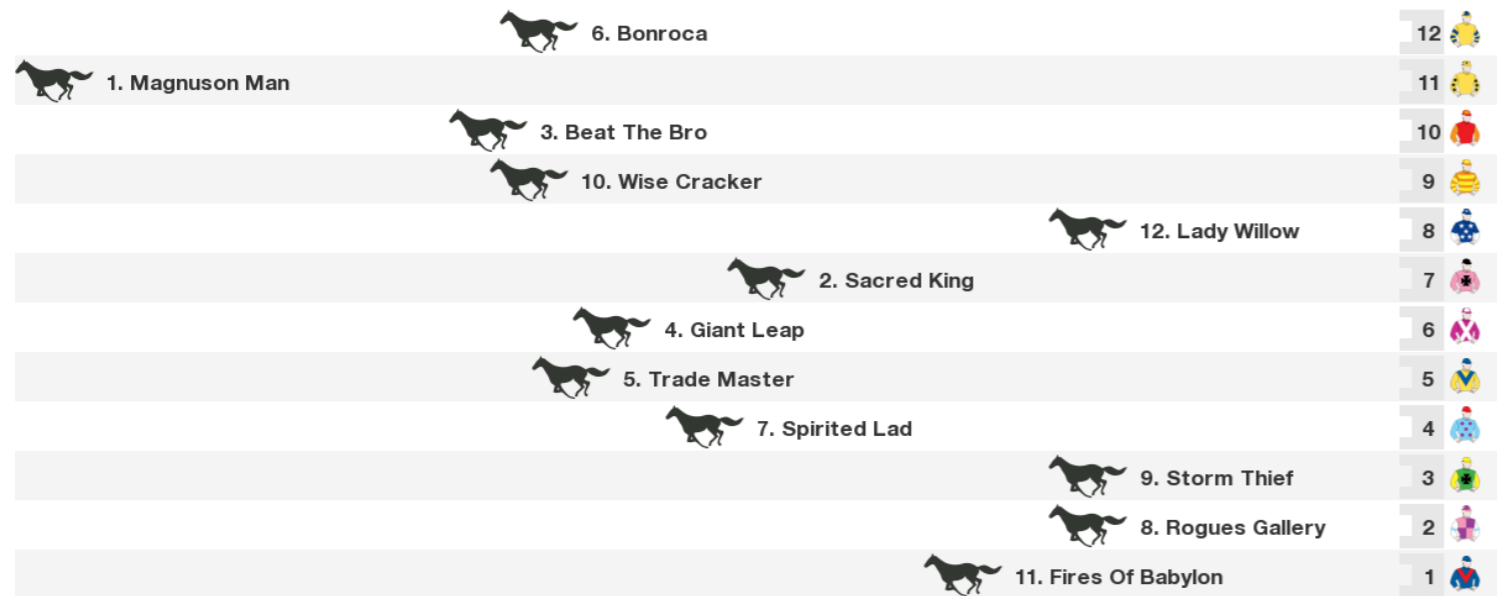 6. Bonroca 12
1. Magnuson Man 11
3. Beat The Bro 10
10. Wise Cracker 9
12. Lady Willow 8
2. Sacred King 7
4. Giant Leap 6
5. Trade Master 5
7. Spirited Lad 4
9. Storm Thief 3
8. Rogues Gallery 2
11. Fires Of Babylon 1